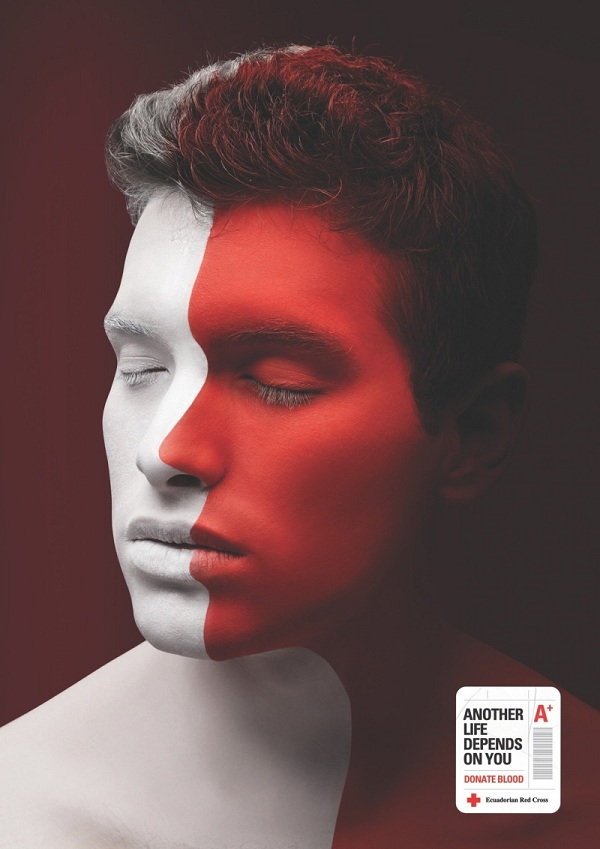 ANOTHER
LIFE
DEPENDS
ON YOU
A+
DONATE BLOOD
Ecuadorian Red Cross